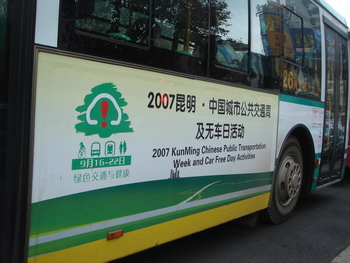 2007昆明·中国城市公共交通周
及无车日活动
2007 KunMing Chinese Public Transportation
Week and Car Free Day Activities
9月16-22日
绿色交通与健康